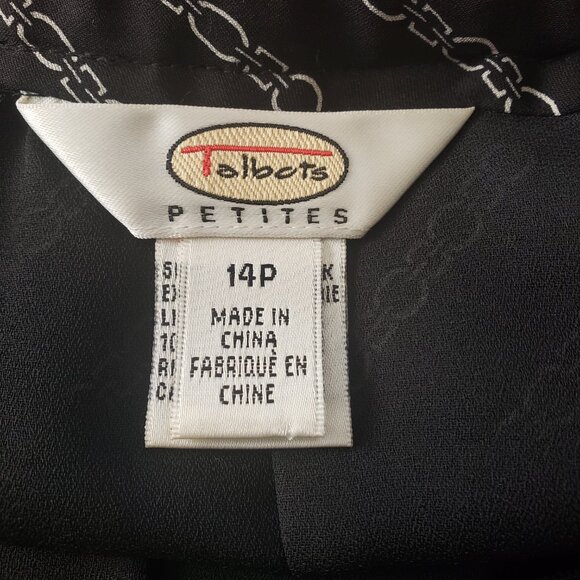 Talbots
PETITES
14P
MADE IN
CHINA
FABRIQUÈ EN
CHINE